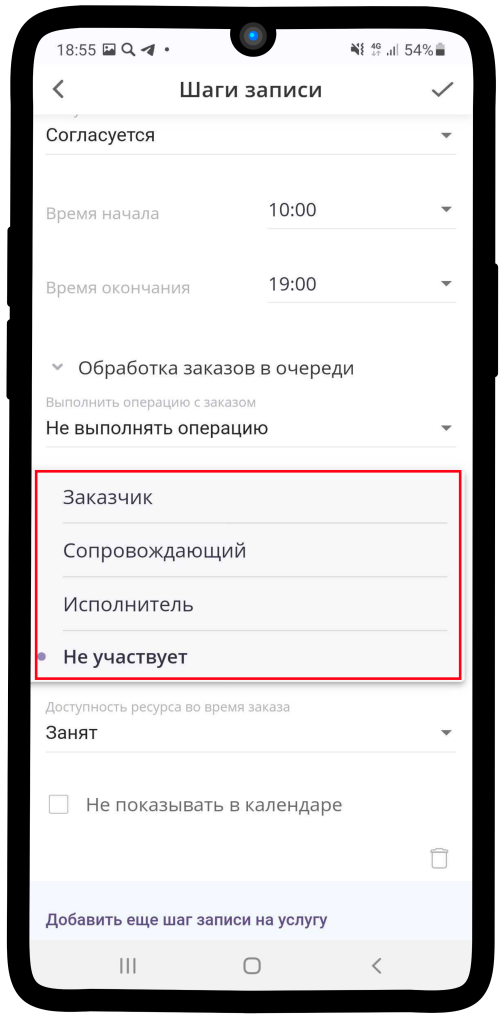 18:55
4G
54%
Шаги записи
Согласуется
Время начала
10:00
Время окончания
19:00
Обработка заказов в очереди
Выполнить операцию с заказом
Не выполнять операцию
Заказчик
Сопровождающий
Исполнитель
Не участвует
Доступность ресурса во время заказа
Занят
Не показывать в календаре
Добавить еще шаг записи на услугу